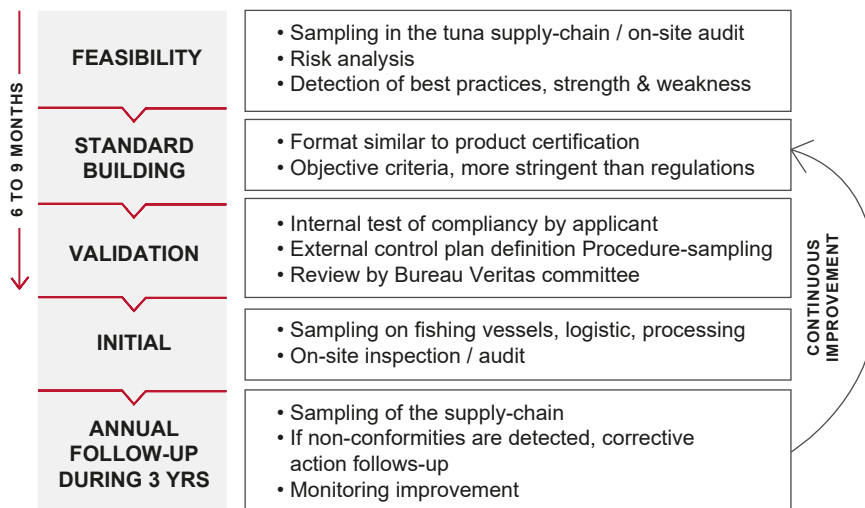 6 TO 9 MONTHS
FEASIBILITY
• Sampling in the tuna supply-chain / on-site audit
• Risk analysis
• Detection of best practices, strength & weakness
STANDARD
BUILDING
• Format similar to product certification
• Objective criteria, more stringent than regulations
VALIDATION
• Internal test of compliancy by applicant
• External control plan definition Procedure-sampling
• Review by Bureau Veritas committee
INITIAL
• Sampling on fishing vessels, logistic, processing
• On-site inspection / audit
ANNUAL
FOLLOW-UP
DURING 3 YRS
• Sampling of the supply-chain
• If non-conformities are detected, corrective
action follows-up
• Monitoring improvement
CONTINUOUS
IMPROVEMENT